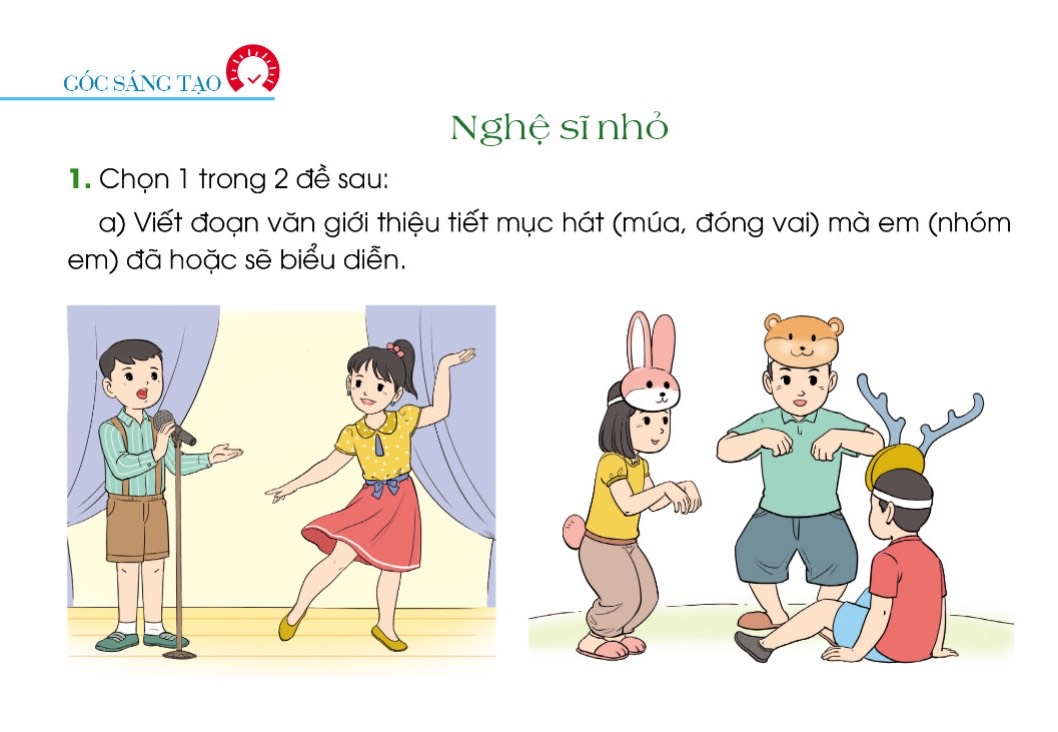 GÓC SÁNG TẠO
Nghệ sĩ nhỏ
1. Chọn 1 trong 2 đề sau:
a) Viết đoạn văn giới thiệu tiết mục hát (múa, đóng vai) mà em (nhóm
em) đã hoặc sẽ biểu diễn.